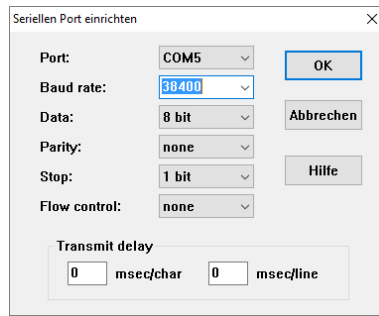 Seriellen Port einrichten
Port: COM5 OK
Baud rate: 38400
Data: 8 bit Abbrechen
Parity: none
Stop: 1 bit Hilfe
Flow control: none
Transmit delay
0 msec/char 0 msec/line